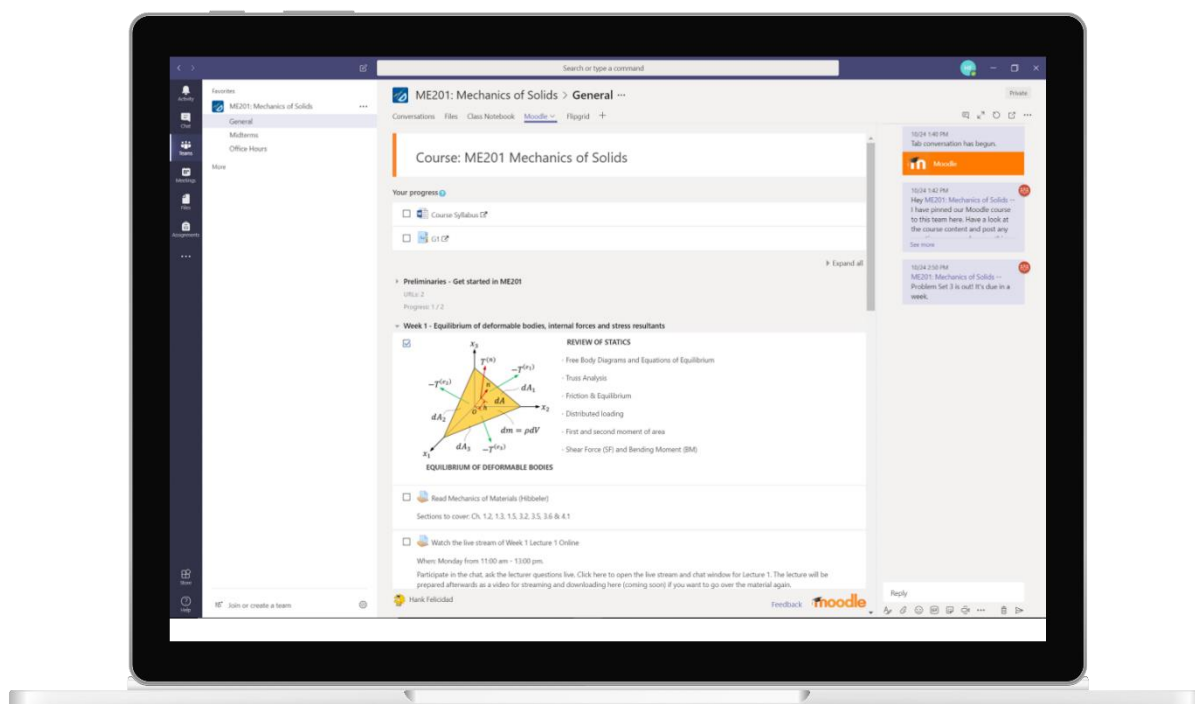 Search or type a command
Activity
Chat
Teams
Meetings
Files
Assignments
Store
Help
Favorites
ME201: Mechanics of Solids
General
Midterms
Office Hours
More
Join or create a team
ME201: Mechanics of Solids > General
Private
Conversations Files Class Notebook Moodle Flipgrid +
Course: ME201 Mechanics of Solids
Your progress
Course Syllabus
G1
Expand all
Preliminaries - Get started in ME201
URLs: 2
Progress: 1 / 2
Week 1 - Equilibrium of deformable bodies, internal forces and stress resultants
x₃
T⁽ⁿ⁾
-T⁽ᵉ¹⁾
-T⁽ᵉ²⁾
n
dA₁
dA
h
x₂
dA₂
dm = ρdV
dA₃
-T⁽ᵉ³⁾
x₁
EQUILIBRIUM OF DEFORMABLE BODIES
REVIEW OF STATICS
- Free Body Diagrams and Equations of Equilibrium
- Truss Analysis
- Friction & Equilibrium
- Distributed loading
- First and second moment of area
- Shear Force (SF) and Bending Moment (BM)
Read Mechanics of Materials (Hibbeler)
Sections to cover: Ch. 1.2, 1.3, 1.5, 3.2, 3.5, 3.6 & 4.1
Watch the live stream of Week 1 Lecture 1 Online
When: Monday from 11:00 am - 13:00 pm.
Participate in the chat, ask the lecturer questions live. Click here to open the live stream and chat window for Lecture 1. The lecture will be
prepared afterwards as a video for streaming and downloading here (coming soon) if you want to go over the material again.
Hank Felicidad
Feedback
moodle
10/24 1:40 PM
Tab conversation has begun.
Moodle
10/24 1:42 PM
Hey ME201: Mechanics of Solids --
I have pinned our Moodle course
to this team here. Have a look at
the course content and post any
See more
10/24 2:56 PM
ME201: Mechanics of Solids --
Problem Set 3 is out! It's due in a
week.
Reply